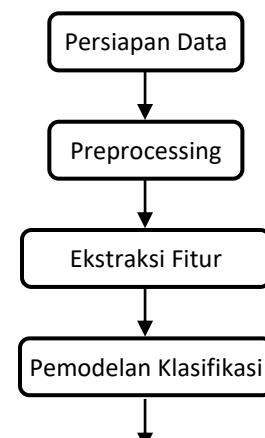 Persiapan Data
Preprocessing
Ekstraksi Fitur
Pemodelan Klasifikasi